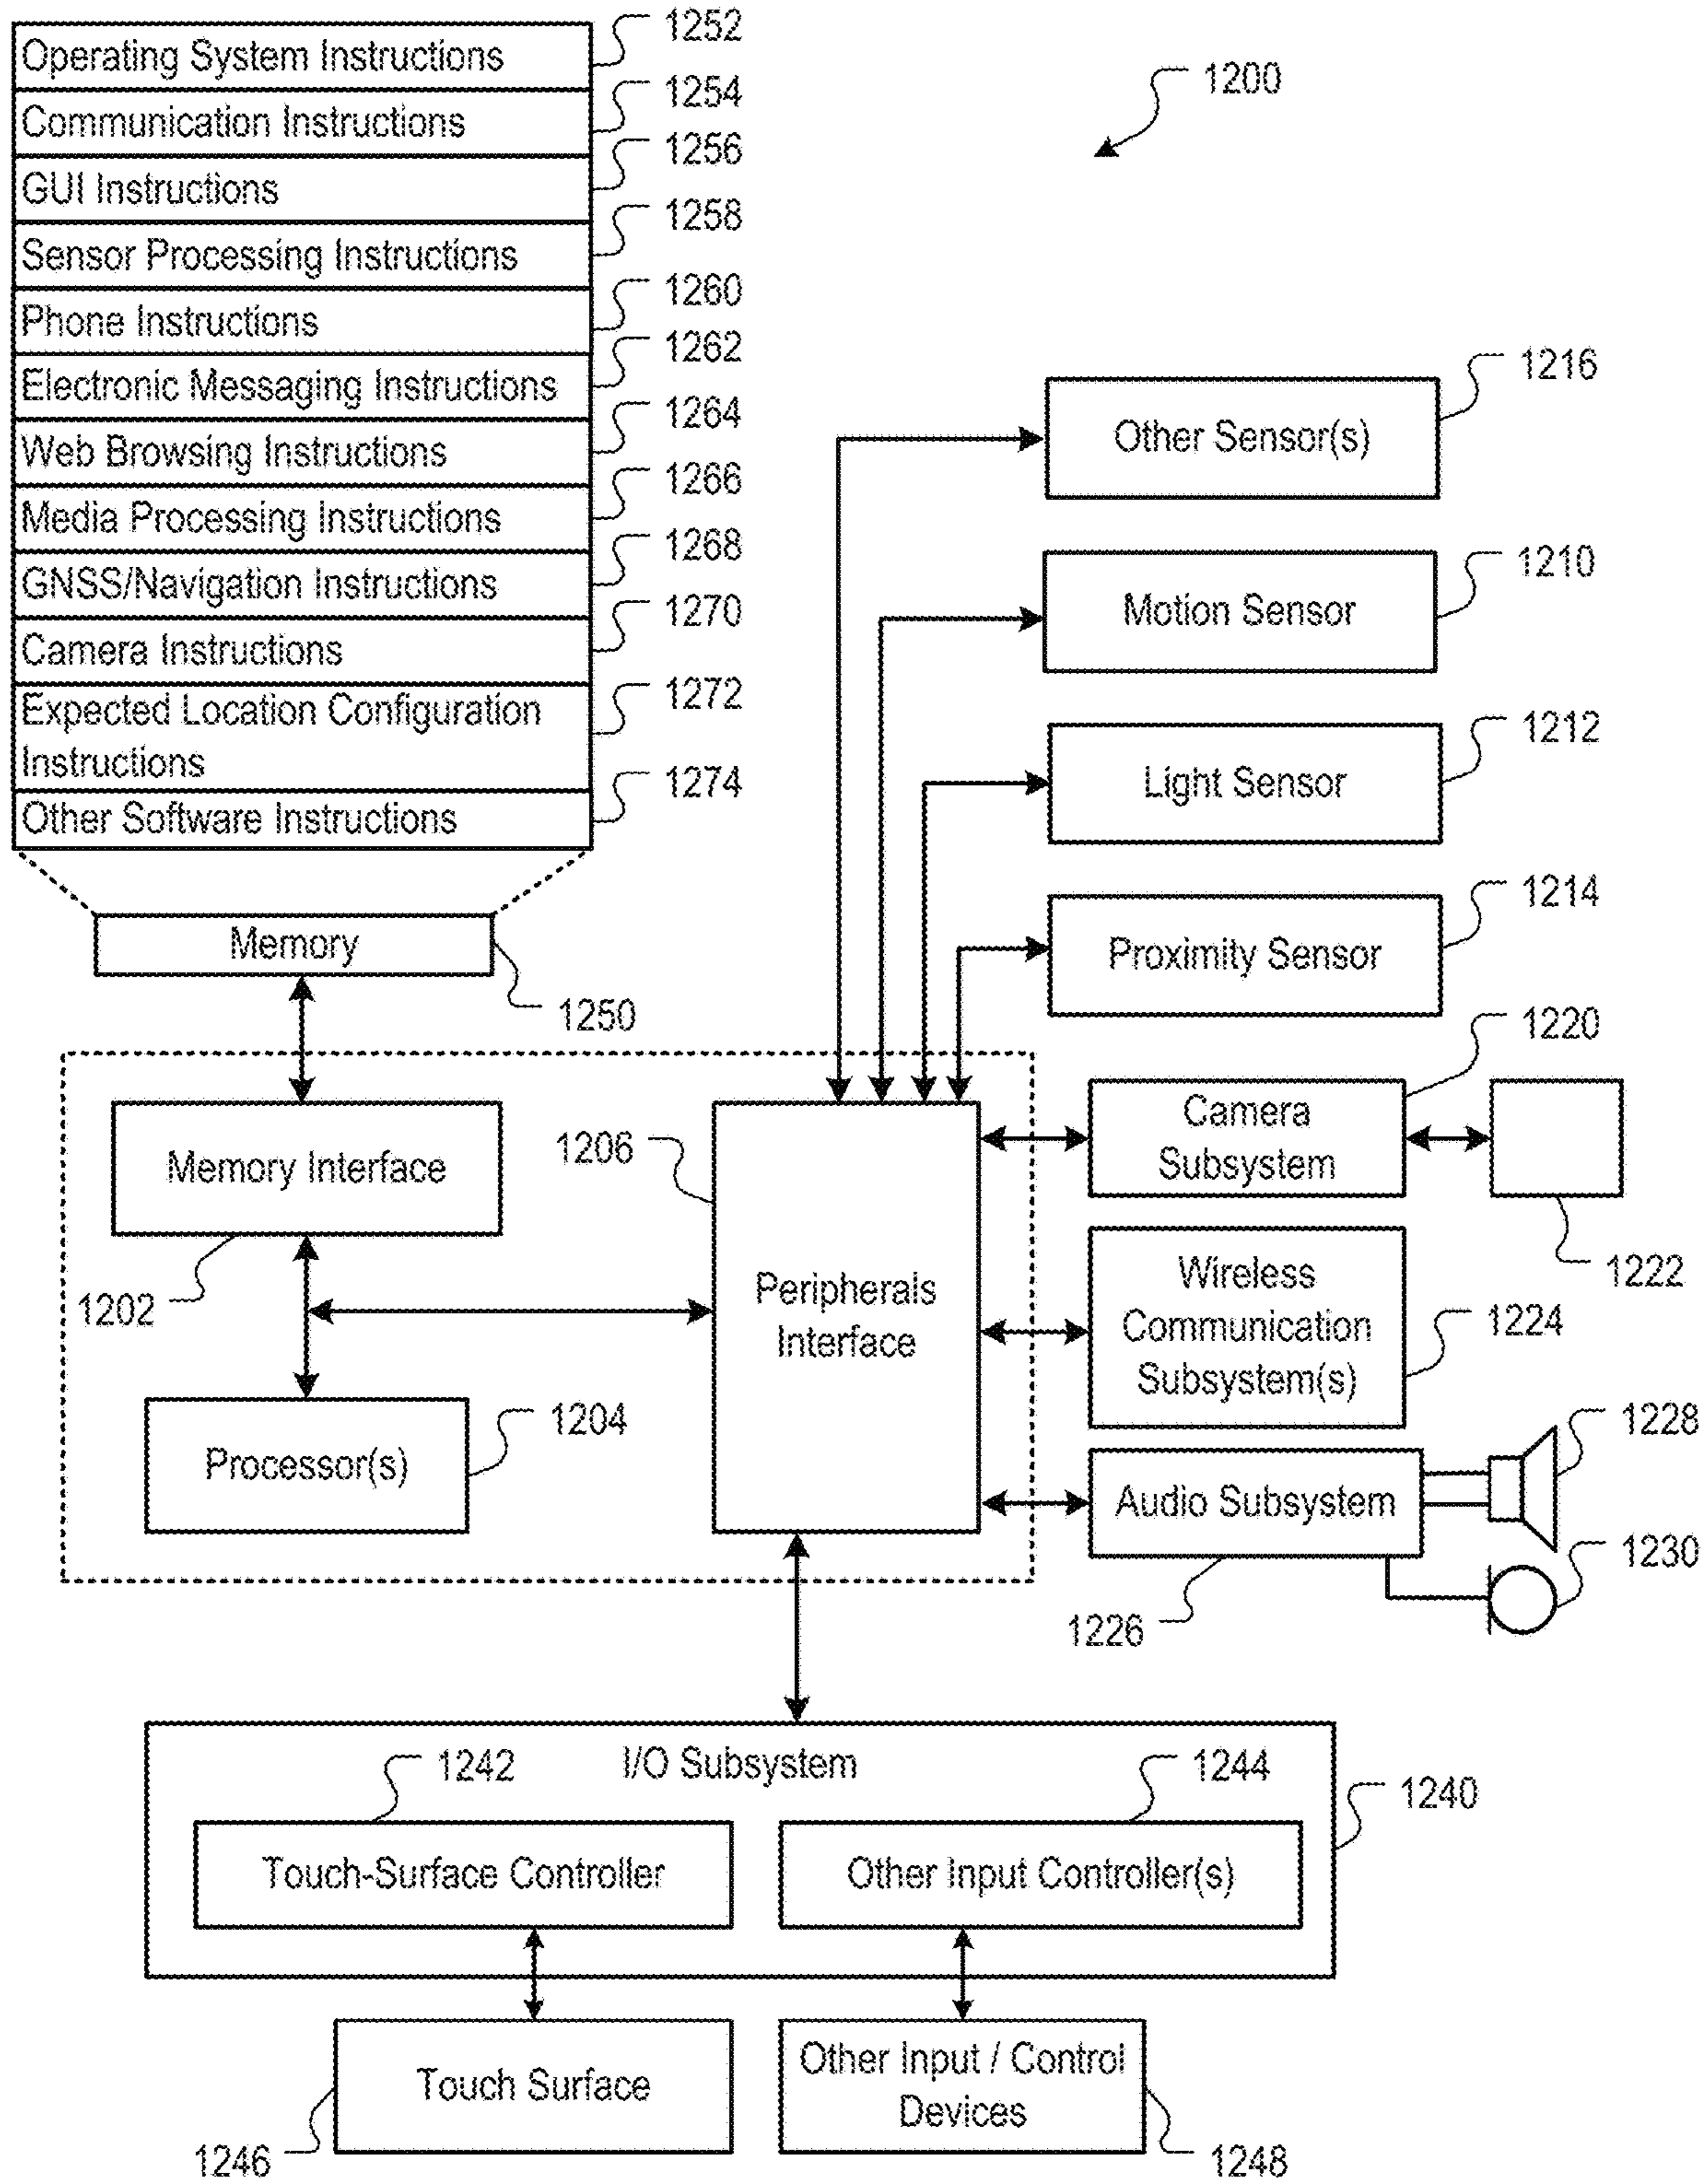 1252
Operating System Instructions
1254
Communication Instructions
1256
GUI Instructions
1258
Sensor Processing Instructions
1260
Phone Instructions
1262
Electronic Messaging Instructions
1264
Web Browsing Instructions
1266
Media Processing Instructions
1268
GNSS/Navigation Instructions
1270
Camera Instructions
1272
Expected Location Configuration
Instructions
1274
Other Software Instructions
Memory
1250
1200
1216
Other Sensor(s)
1210
Motion Sensor
1212
Light Sensor
1214
Proximity Sensor
1220
Camera
Subsystem
1222
Memory Interface
1202
1206
Peripherals
Interface
Wireless
Communication
Subsystem(s)
1224
Processor(s)
1204
Audio Subsystem
1228
1230
1226
I/O Subsystem
1242
1244
1240
Touch-Surface Controller
Other Input Controller(s)
Touch Surface
1246
Other Input / Control
Devices
1248